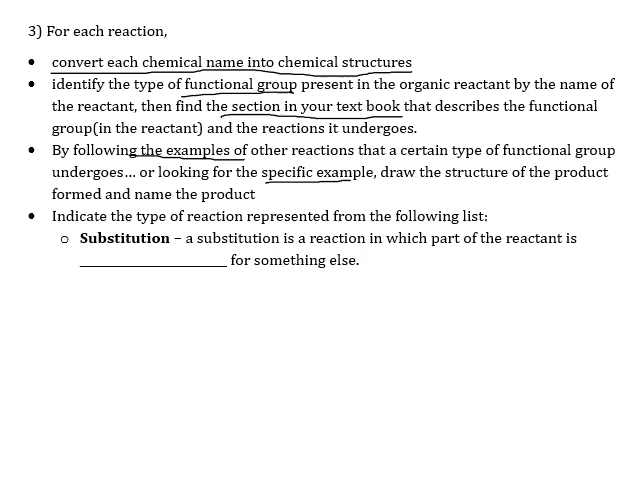 3) For each reaction,
• convert each chemical name into chemical structures
• identify the type of functional group present in the organic reactant by the name of
the reactant, then find the section in your text book that describes the functional
group(in the reactant) and the reactions it undergoes.
• By following the examples of other reactions that a certain type of functional group
undergoes... or looking for the specific example, draw the structure of the product
formed and name the product
• Indicate the type of reaction represented from the following list:
o Substitution – a substitution is a reaction in which part of the reactant is
____________________ for something else.